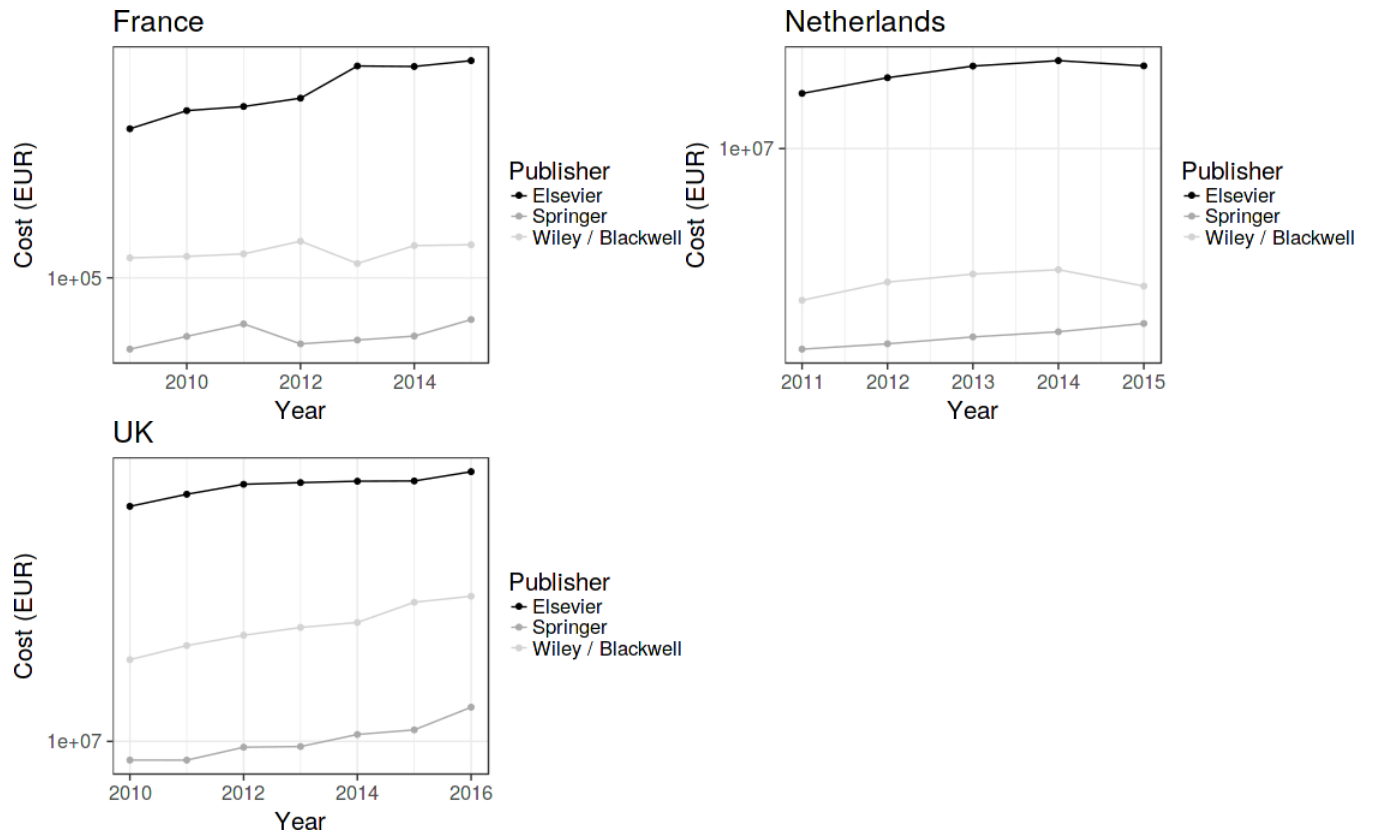 France
Cost (EUR)
1e+05
2010 2012 2014
Year
Publisher
Elsevier
Springer
Wiley / Blackwell
Netherlands
Cost (EUR)
1e+07
2011 2012 2013 2014 2015
Year
Publisher
Elsevier
Springer
Wiley / Blackwell
UK
Cost (EUR)
1e+07
2010 2012 2014 2016
Year
Publisher
Elsevier
Springer
Wiley / Blackwell